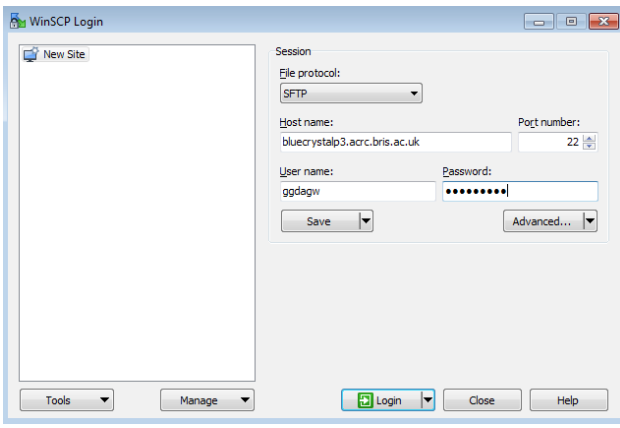 WinSCP Login
New Site
Session
File protocol:
SFTP
Host name:
Port number:
bluecrystalp3.acrc.bris.ac.uk
22
User name:
Password:
ggdagw
●●●●●●●●●
Save
Advanced...
Tools
Manage
Login
Close
Help